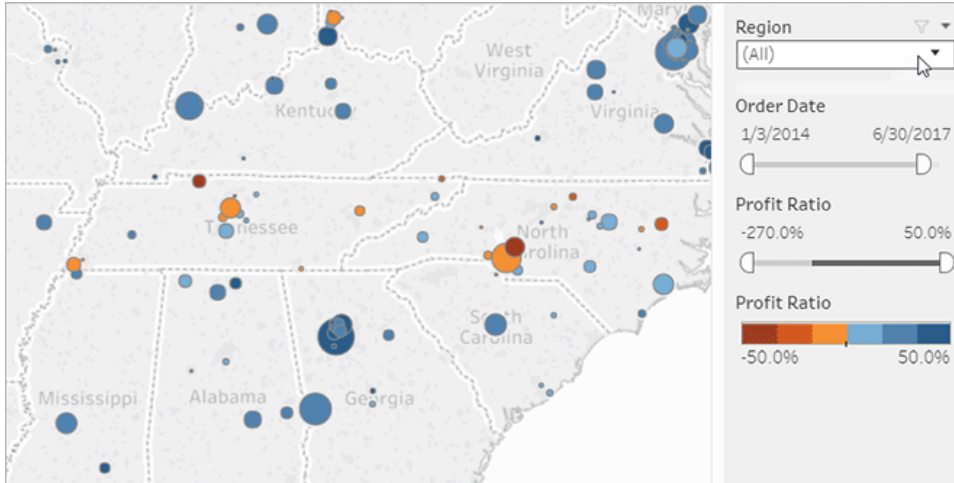 Mary
West
Virginia
Kentucky
Virginia
Tennessee
North
Carolina
South
Carolina
Mississippi
Alabama
Georgia
Region
(All)
Order Date
1/3/2014 6/30/2017
Profit Ratio
-270.0% 50.0%
Profit Ratio
-50.0% 50.0%